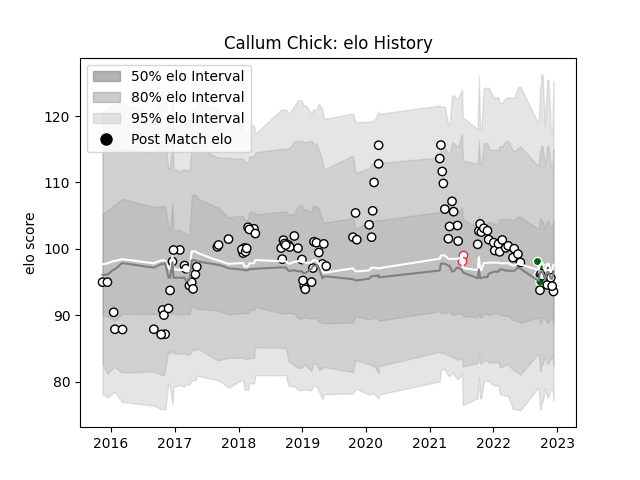 Callum Chick: elo History
50% elo Interval
80% elo Interval
95% elo Interval
Post Match elo
elo score
120
110
100
90
80
2016 2017 2018 2019 2020 2021 2022 2023